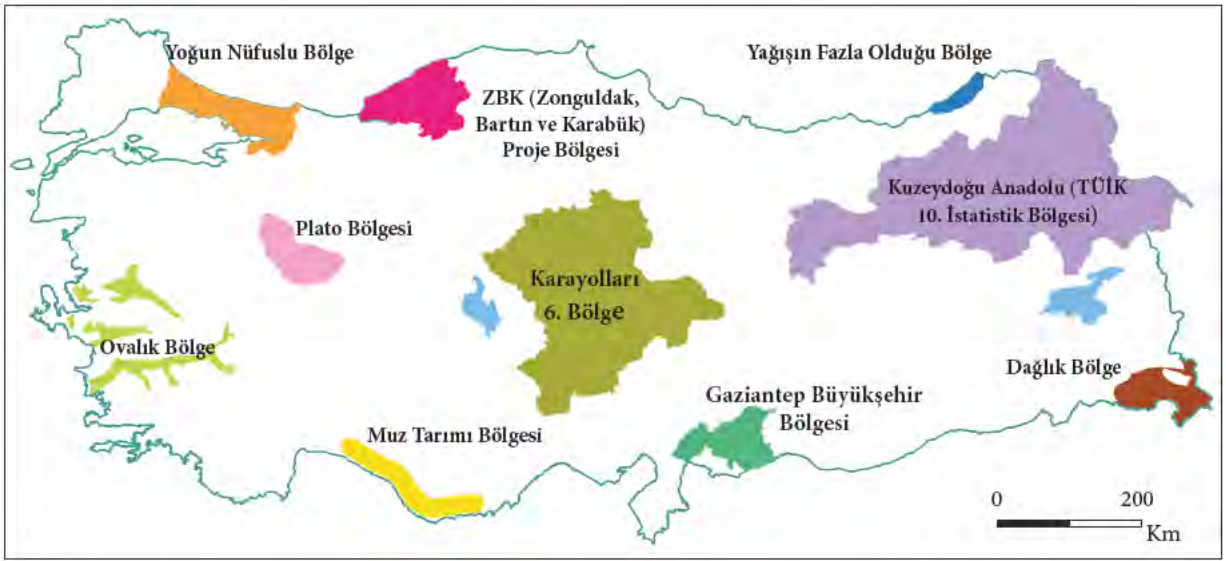 Yoğun Nüfuslu Bölge
Yağışın Fazla Olduğu Bölge
ZBK (Zonguldak,
Bartın ve Karabük)
Proje Bölgesi
Kuzeydoğu Anadolu (TÜİK
10. İstatistik Bölgesi)
Plato Bölgesi
Karayolları
6. Bölge
Ovalık Bölge
Dağlık Bölge
Gaziantep Büyükşehir
Bölgesi
Muz Tarımı Bölgesi
0 200
Km